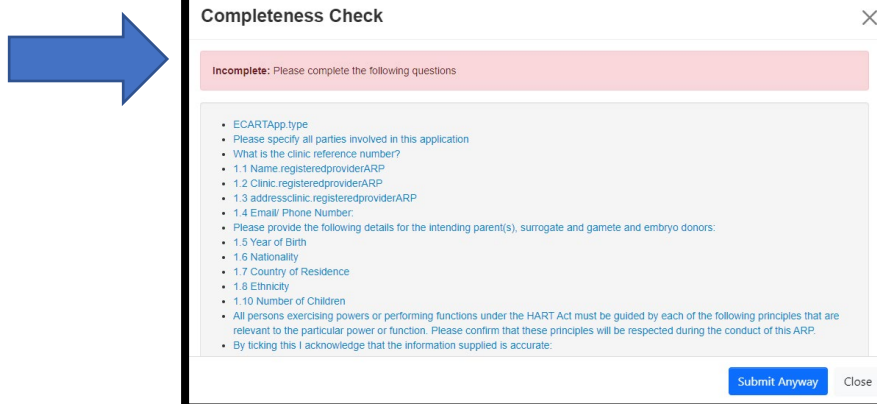 Completeness Check
Incomplete: Please complete the following questions
• ECARTApp.type
• Please specify all parties involved in this application
• What is the clinic reference number?
• 1.1 Name.registeredproviderARP
• 1.2 Clinic.registeredproviderARP
• 1.3 addressclinic.registeredproviderARP
• 1.4 Email/ Phone Number:
• Please provide the following details for the intending parent(s), surrogate and gamete and embryo donors:
• 1.5 Year of Birth
• 1.6 Nationality
• 1.7 Country of Residence
• 1.8 Ethnicity
• 1.10 Number of Children
• All persons exercising powers or performing functions under the HART Act must be guided by each of the following principles that are
relevant to the particular power or function. Please confirm that these principles will be respected during the conduct of this ARP.
• By ticking this I acknowledge that the information supplied is accurate:
Submit Anyway
Close